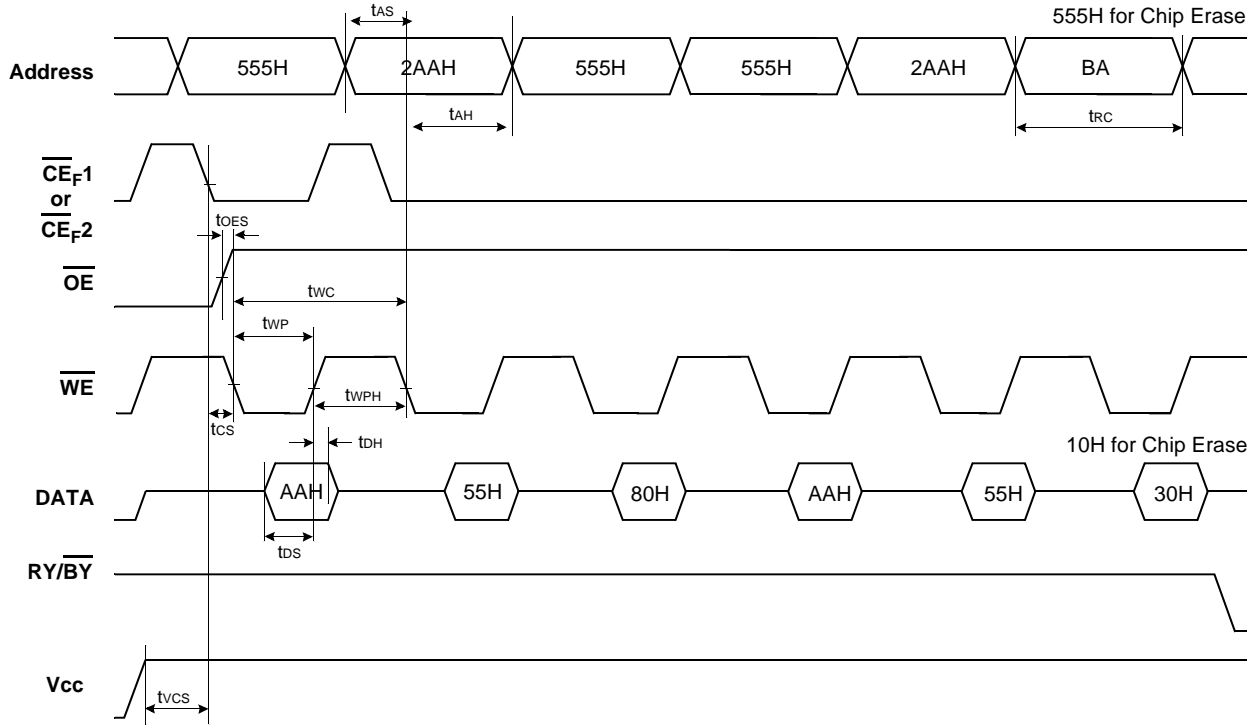 tAS
555H for Chip Erase
Address
555H
2AAH
555H
555H
2AAH
BA
tAH
tRC
CEF1
or
CEF2
tOES
OE
tWC
tWP
WE
tWPH
tCS
tDH
10H for Chip Erase
DATA
AAH
55H
80H
AAH
55H
30H
tDS
RY/BY
Vcc
tVCS